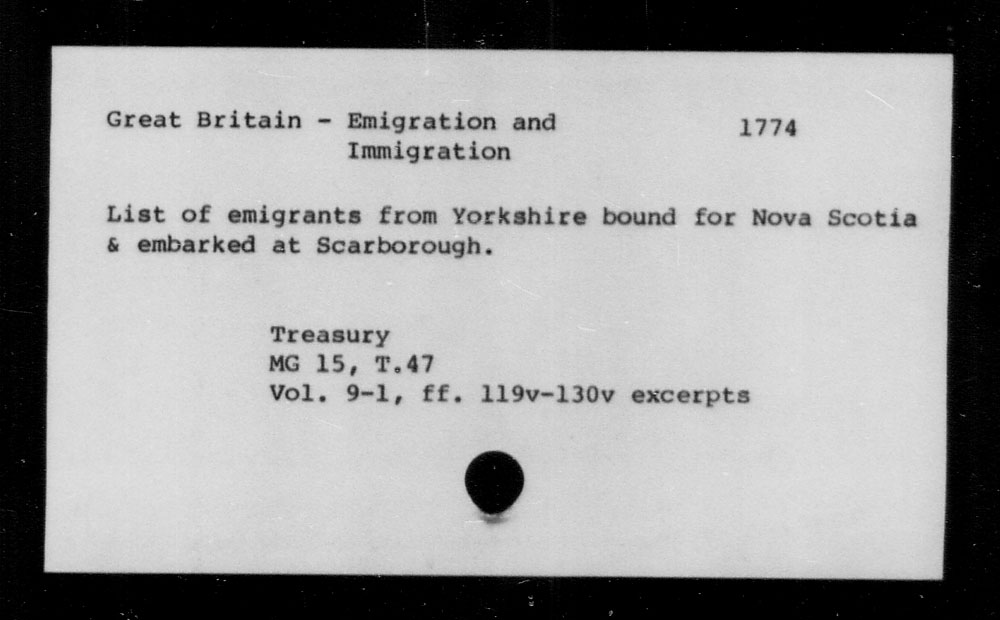 Great Britain - Emigration and 1774
Immigration
List of emigrants from Yorkshire bound for Nova Scotia
& embarked at Scarborough.
Treasury
MG 15, T.47
Vol. 9-1, ff. 119v-130v excerpts